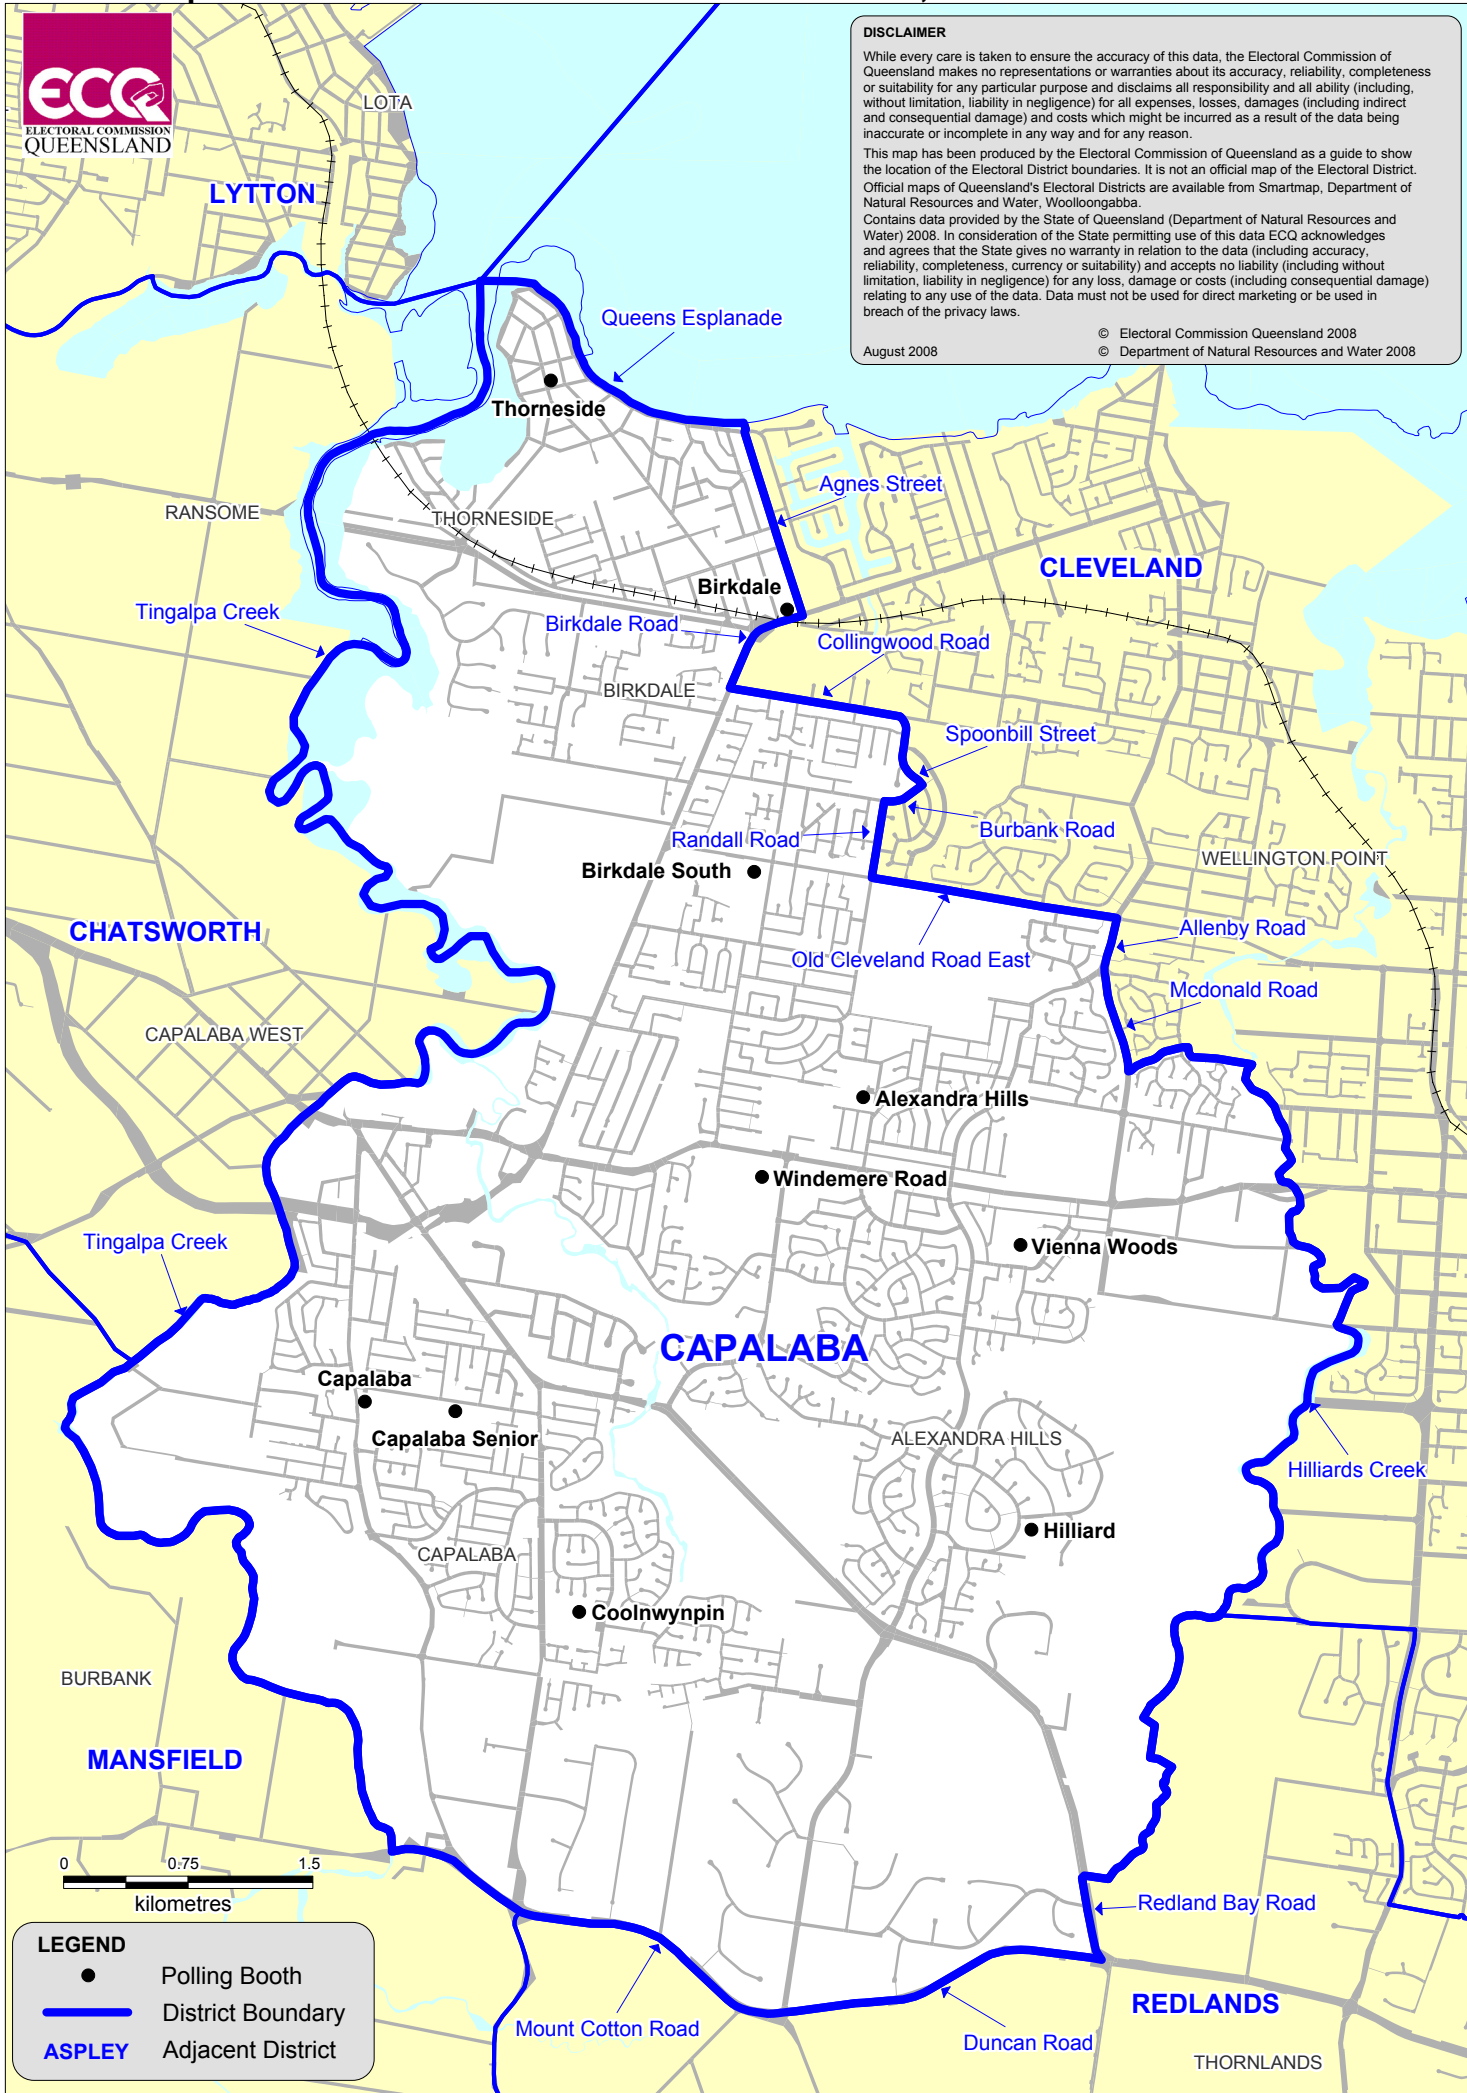 ECQ
ELECTORAL COMMISSION
QUEENSLAND
DISCLAIMER
While every care is taken to ensure the accuracy of this data, the Electoral Commission of
Queensland makes no representations or warranties about its accuracy, reliability, completeness
or suitability for any particular purpose and disclaims all responsibility and all ability (including,
without limitation, liability in negligence) for all expenses, losses, damages (including indirect
and consequential damage) and costs which might be incurred as a result of the data being
inaccurate or incomplete in any way and for any reason.
This map has been produced by the Electoral Commission of Queensland as a guide to show
the location of the Electoral District boundaries. It is not an official map of the Electoral District.
Official maps of Queensland's Electoral Districts are available from Smartmap, Department of
Natural Resources and Water, Woolloongabba.
Contains data provided by the State of Queensland (Department of Natural Resources and
Water) 2008. In consideration of the State permitting use of this data ECQ acknowledges
and agrees that the State gives no warranty in relation to the data (including accuracy,
reliability, completeness, currency or suitability) and accepts no liability (including without
limitation, liability in negligence) for any loss, damage or costs (including consequential damage)
relating to any use of the data. Data must not be used for direct marketing or be used in
breach of the privacy laws.
© Electoral Commission Queensland 2008
August 2008
© Department of Natural Resources and Water 2008
LOTA
LYTTON
Queens Esplanade
Thorneside
Agnes Street
RANSOME
THORNESIDE
CLEVELAND
Birkdale
Tingalpa Creek
Birkdale Road
Collingwood Road
BIRKDALE
Spoonbill Street
Burbank Road
Randall Road
WELLINGTON POINT
Birkdale South
Allenby Road
CHATSWORTH
Old Cleveland Road East
Mcdonald Road
CAPALABA WEST
Alexandra Hills
Windemere Road
Tingalpa Creek
Vienna Woods
CAPALABA
Capalaba
Capalaba Senior
ALEXANDRA HILLS
Hilliards Creek
Hilliard
CAPALABA
Coolnwynpin
BURBANK
MANSFIELD
0 0.75 1.5
kilometres
Redland Bay Road
LEGEND
Polling Booth
District Boundary
ASPLEY Adjacent District
REDLANDS
Mount Cotton Road
Duncan Road
THORNLANDS